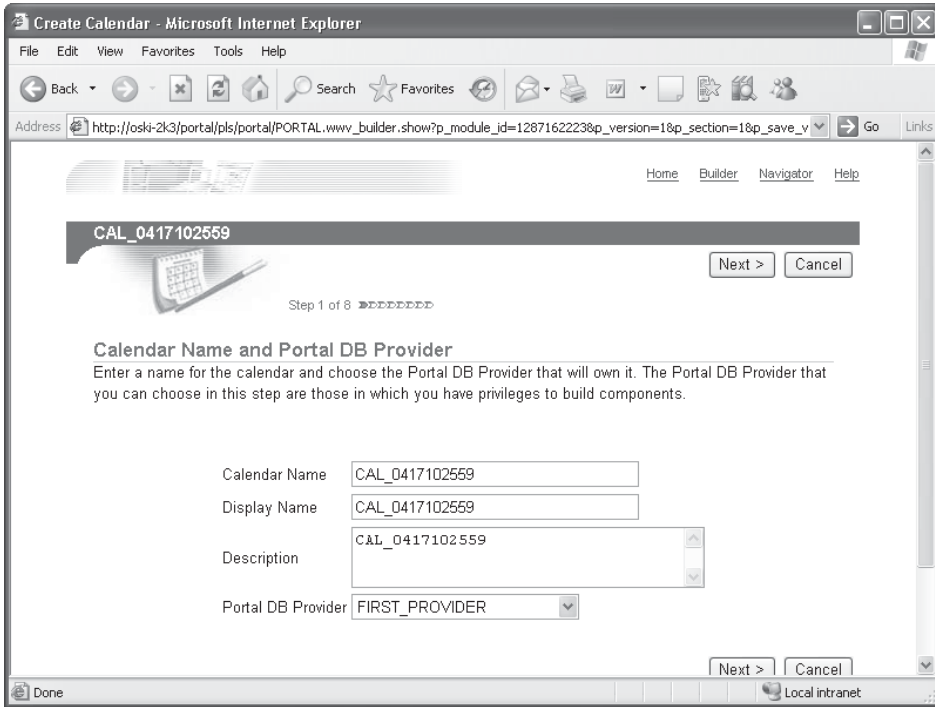 Create Calendar - Microsoft Internet Explorer
File Edit View Favorites Tools Help
Back Search Favorites
Address http://oski-2k3/portal/pls/portal/PORTAL.wwv_builder.show?p_module_id=1287162223&p_version=1&p_section=1&p_save_v Go Links
Home Builder Navigator Help
CAL_0417102559
Next > Cancel
Step 1 of 8
Calendar Name and Portal DB Provider
Enter a name for the calendar and choose the Portal DB Provider that will own it. The Portal DB Provider that
you can choose in this step are those in which you have privileges to build components.
Calendar Name CAL_0417102559
Display Name CAL_0417102559
Description CAL_0417102559
Portal DB Provider FIRST_PROVIDER
Next > Cancel
Done Local intranet